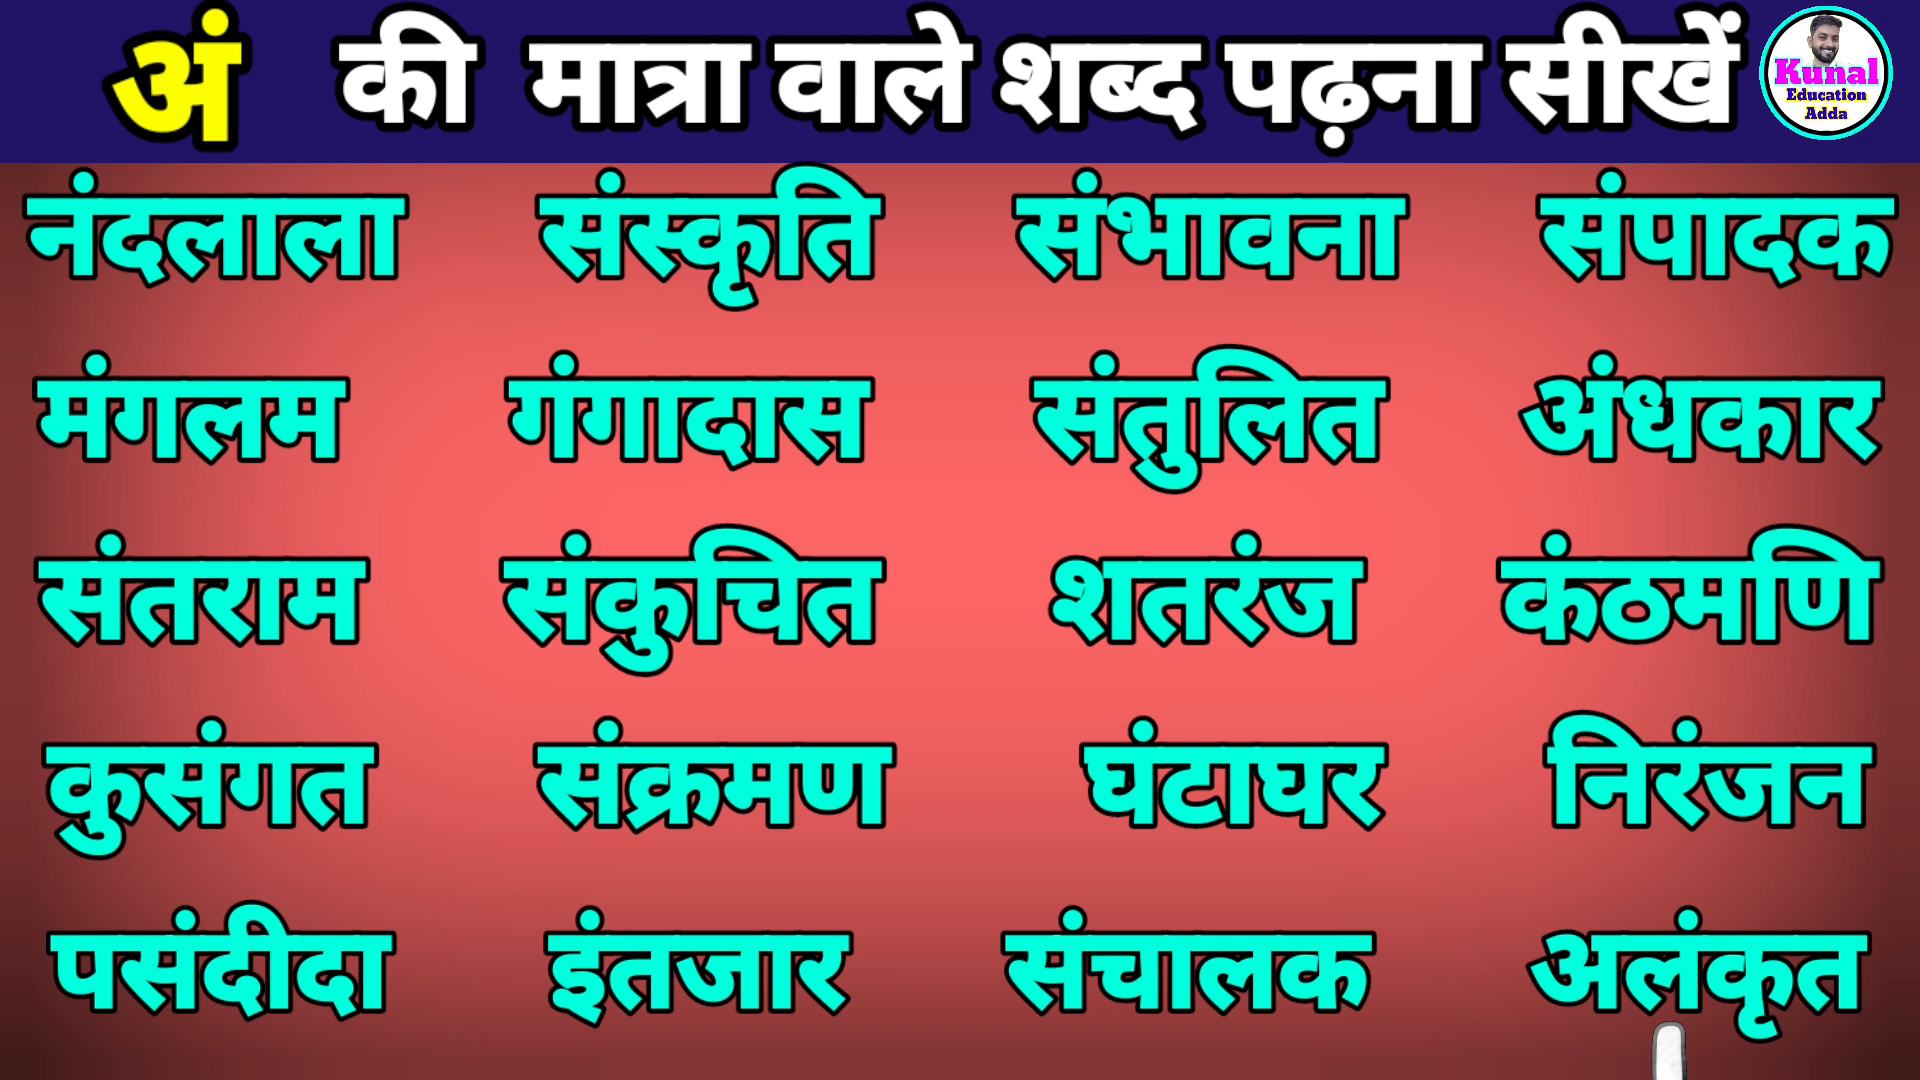 अं की मात्रा वाले शब्द पढ़ना सीखें
Kunal
Education
Adda
नंदलाला संस्कृति संभावना संपादक
मंगलम गंगादास संतुलित अंधकार
संतराम संकुचित शतरंज कंठमणि
कुसंगत संक्रमण घंटाघर निरंजन
पसंदीदा इंतजार संचालक अलंकृत